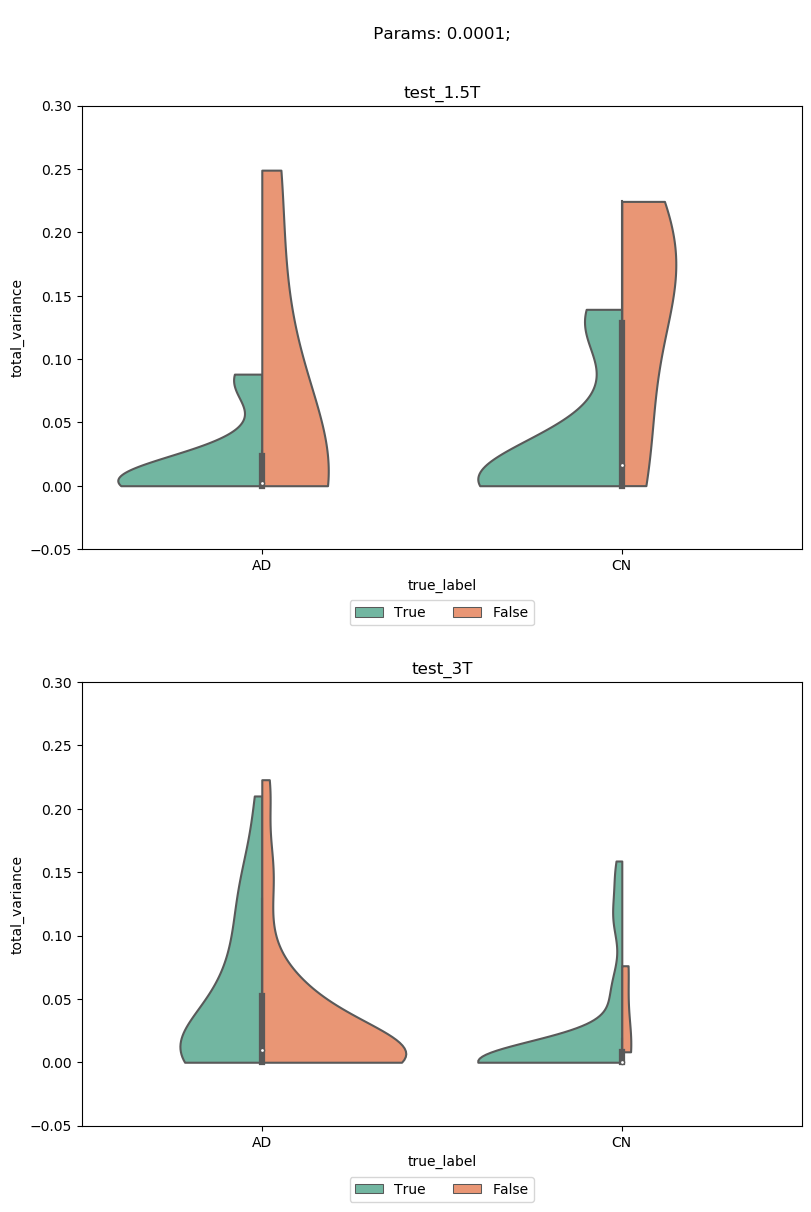 Params: 0.0001;
test_1.5T
0.30
0.25
0.20
0.15
0.10
0.05
0.00
−0.05
total_variance
AD CN
true_label
True False
test_3T
0.30
0.25
0.20
0.15
0.10
0.05
0.00
−0.05
total_variance
AD CN
true_label
True False